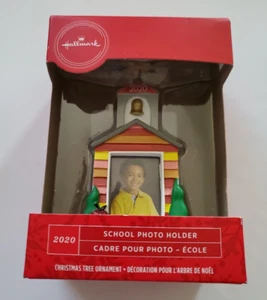 Hallmark
2020
2020
SCHOOL PHOTO HOLDER
CADRE POUR PHOTO - ÉCOLE
CHRISTMAS TREE ORNAMENT • DÉCORATION POUR L'ARBRE DE NOËL